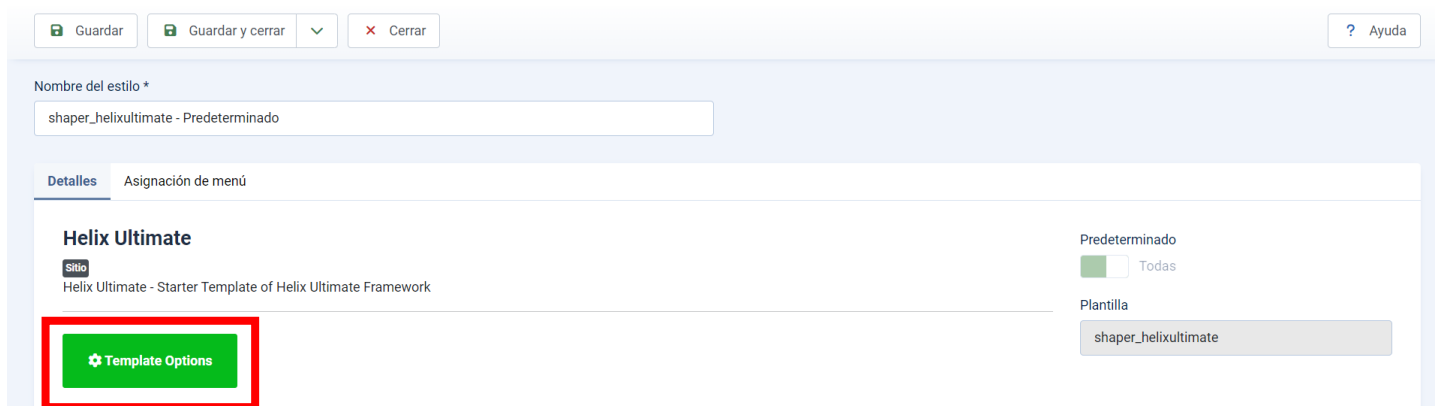 Guardar
Guardar y cerrar
Cerrar
? Ayuda
Nombre del estilo *
shaper_helixultimate - Predeterminado
Detalles
Asignación de menú
Helix Ultimate
Sitio
Helix Ultimate - Starter Template of Helix Ultimate Framework
Template Options
Predeterminado
Todas
Plantilla
shaper_helixultimate